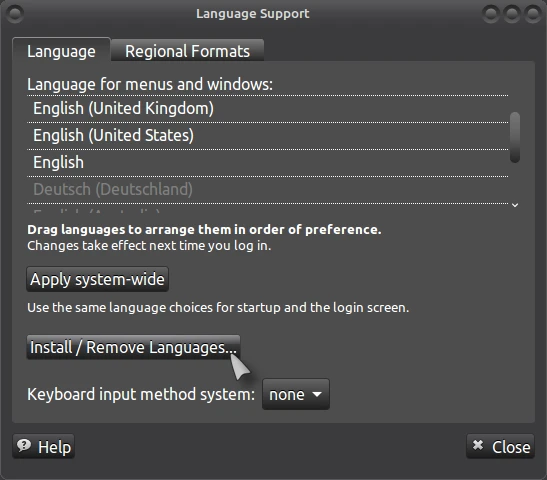 Language Support
Language
Regional Formats
Language for menus and windows:
English (United Kingdom)
English (United States)
English
Deutsch (Deutschland)
Drag languages to arrange them in order of preference.
Changes take effect next time you log in.
Apply system-wide
Use the same language choices for startup and the login screen.
Install / Remove Languages...
Keyboard input method system: none
Help
Close